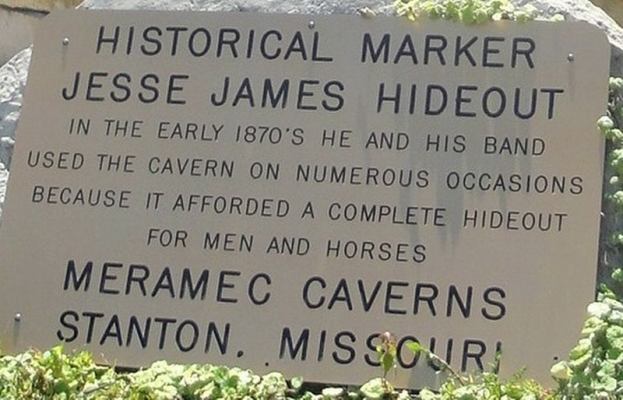 HISTORICAL MARKER
JESSE JAMES HIDEOUT
IN THE EARLY 1870'S HE AND HIS BAND
USED THE CAVERN ON NUMEROUS OCCASIONS
BECAUSE IT AFFORDED A COMPLETE HIDEOUT
FOR MEN AND HORSES
MERAMEC CAVERNS
STANTON, MISSOURI